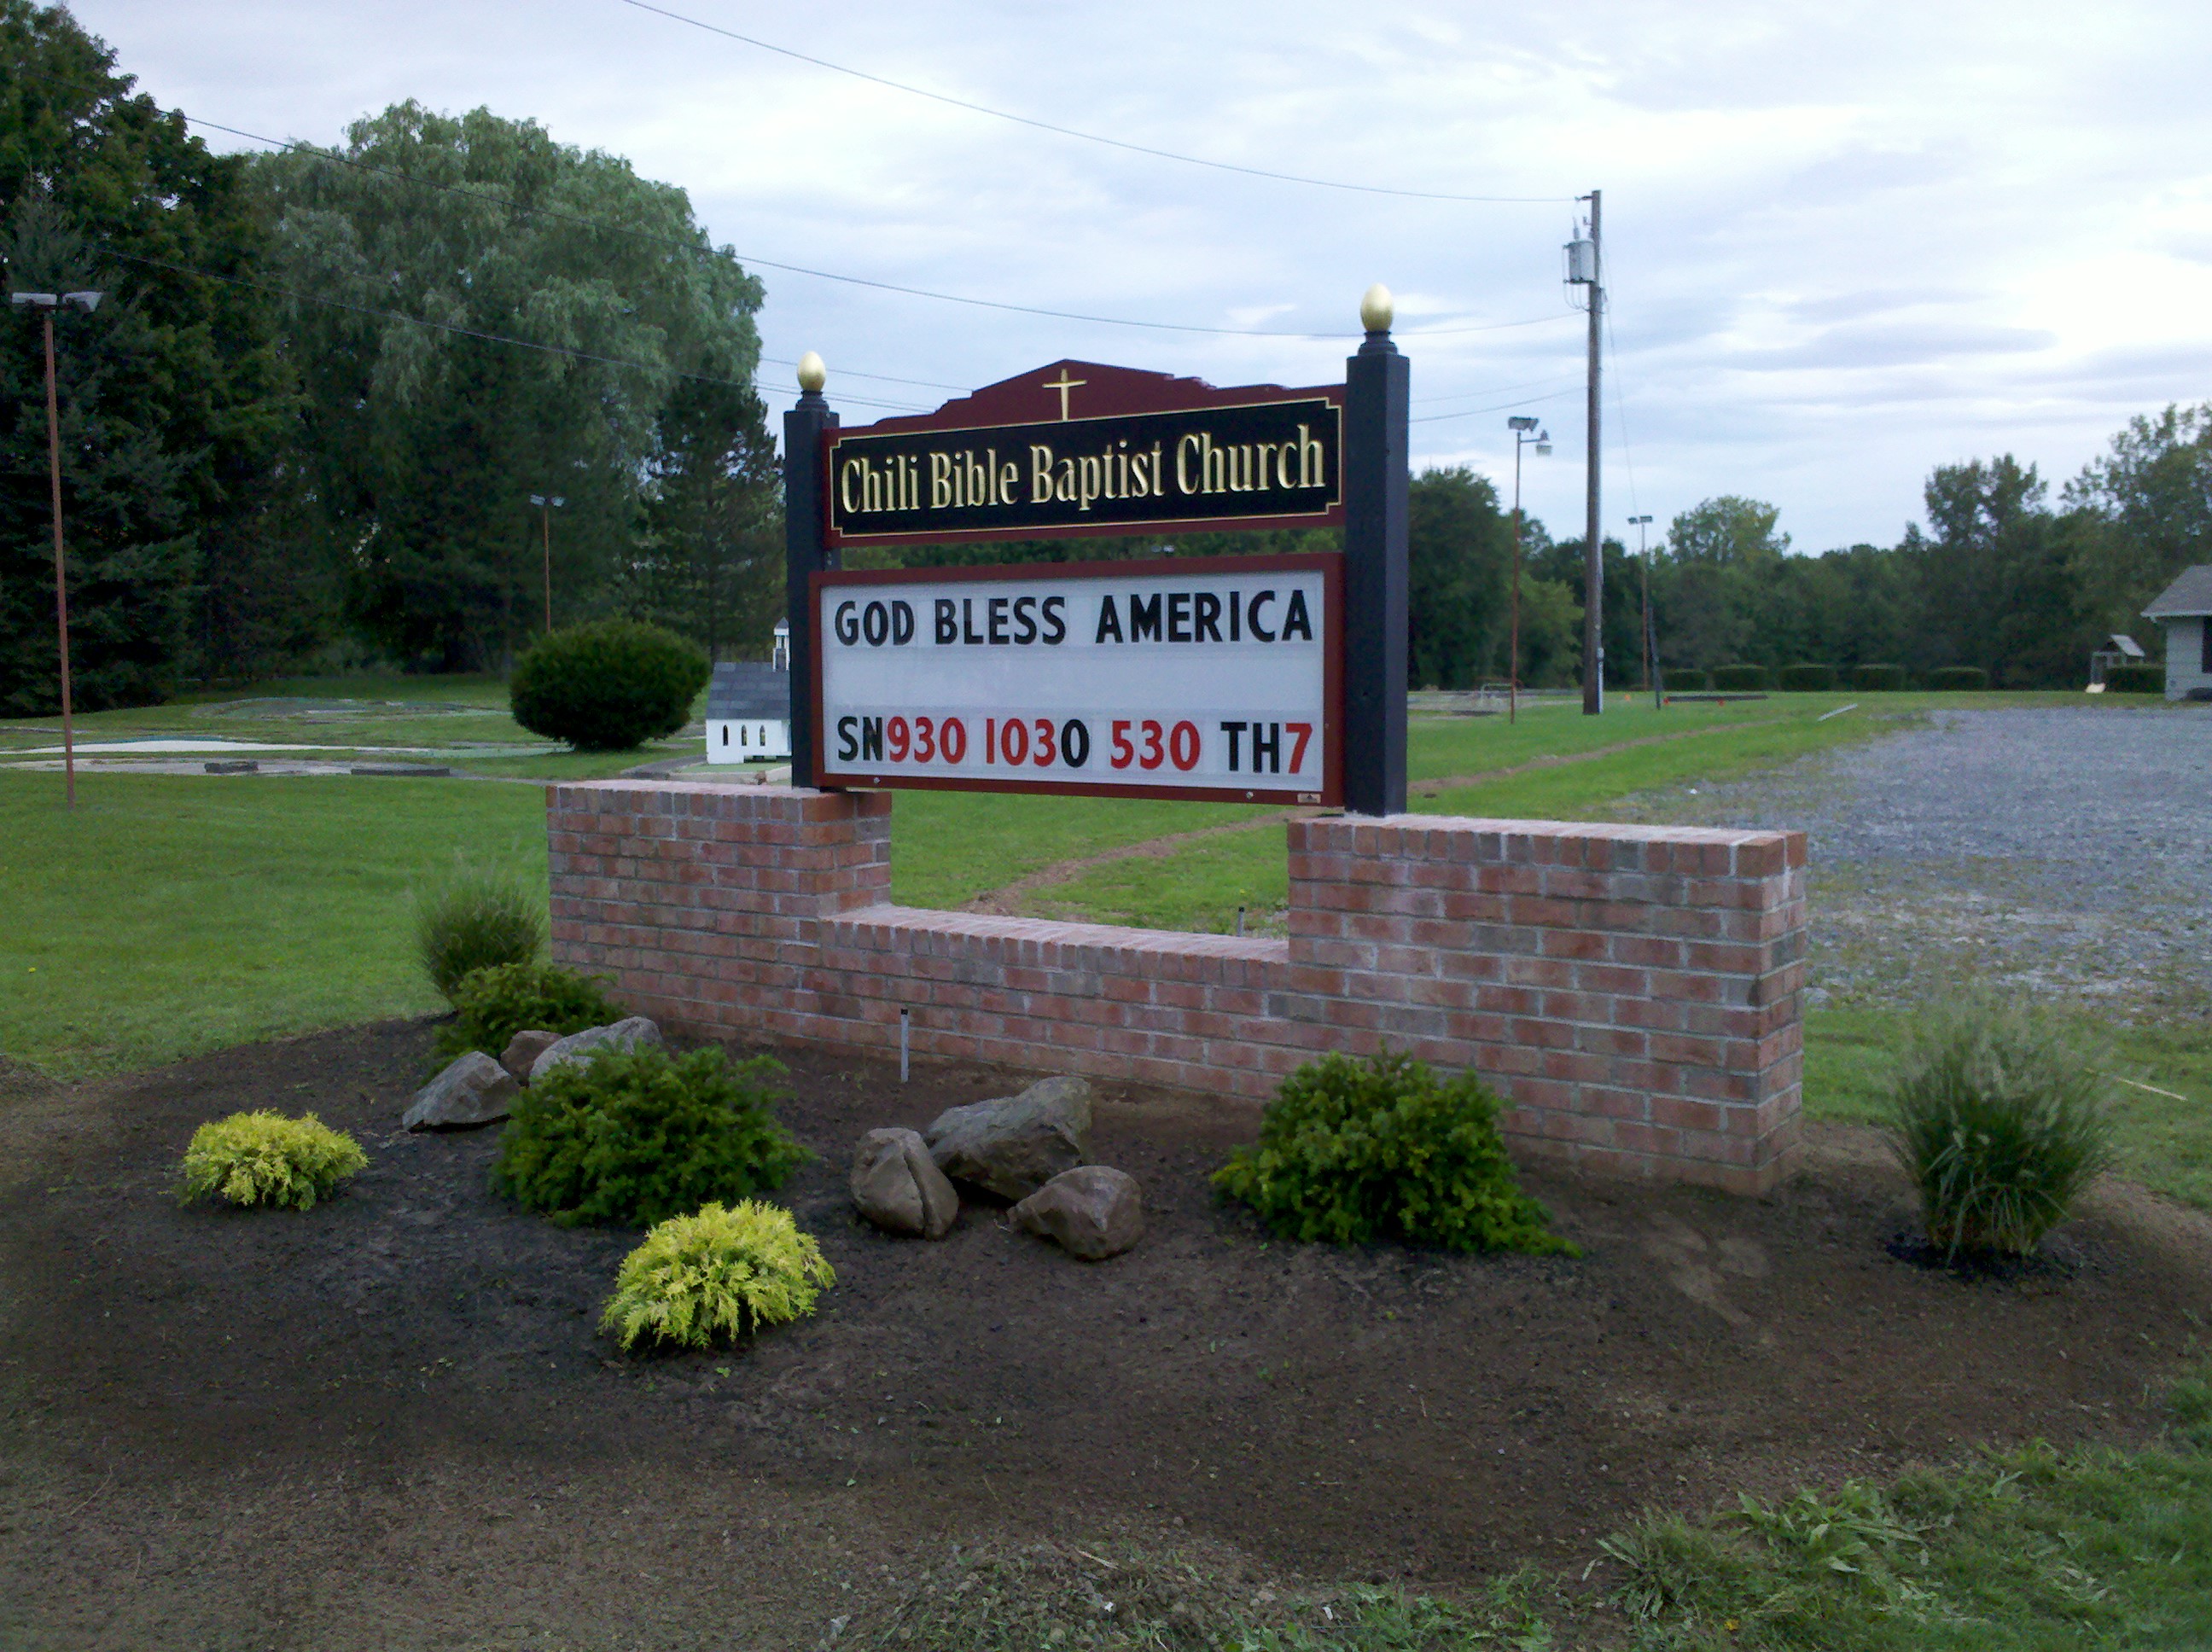 Chili Bible Baptist Church
GOD BLESS AMERICA
SN930 1030 530 TH7